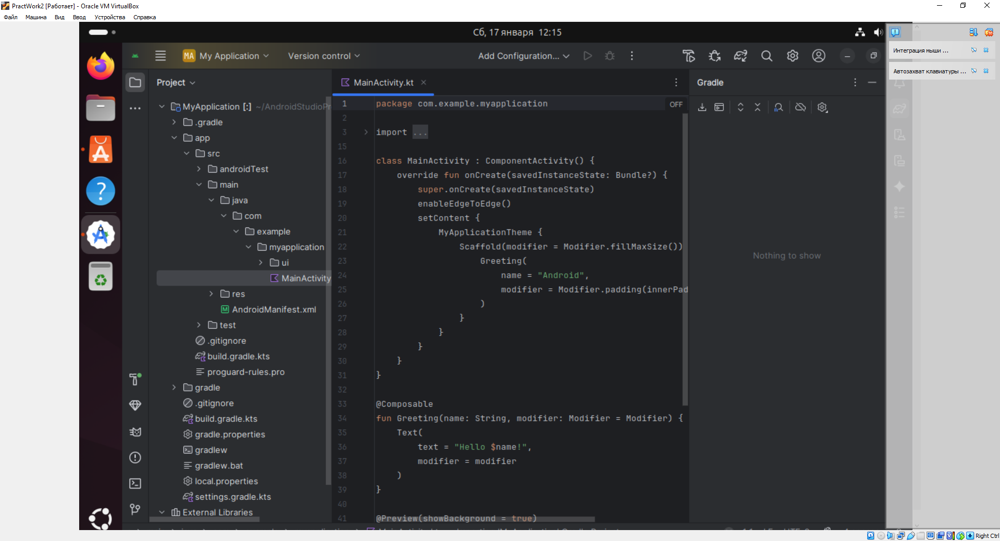 PractWork2 [Работает] - Oracle VM VirtualBox
Файл Машина Вид Ввод Устройства Справка
Сб, 17 января 12:15
MA My Application Version control Add Configuration...
Project
MyApplication [:] ~/AndroidStudioPr
.gradle
app
src
androidTest
main
java
com
example
myapplication
ui
MainActivity
res
AndroidManifest.xml
test
.gitignore
build.gradle.kts
proguard-rules.pro
gradle
.gitignore
build.gradle.kts
gradle.properties
gradlew
gradlew.bat
local.properties
settings.gradle.kts
External Libraries
MainActivity.kt
OFF
1 package com.example.myapplication
2
3 import ...
15
16 class MainActivity : ComponentActivity() {
17 override fun onCreate(savedInstanceState: Bundle?) {
18 super.onCreate(savedInstanceState)
19 enableEdgeToEdge()
20 setContent {
21 MyApplicationTheme {
22 Scaffold(modifier = Modifier.fillMaxSize())
23 Greeting(
24 name = "Android",
25 modifier = Modifier.padding(innerPad
26 )
27 }
28 }
29 }
30 }
31 }
32
33 @Composable
34 fun Greeting(name: String, modifier: Modifier = Modifier) {
35 Text(
36 text = "Hello $name!",
37 modifier = modifier
38 )
39 }
40
41 @Preview(showBackground = true)
Gradle
Nothing to show
Интеграция мыши ...
Автозахват клавиатуры ...
Right Ctrl